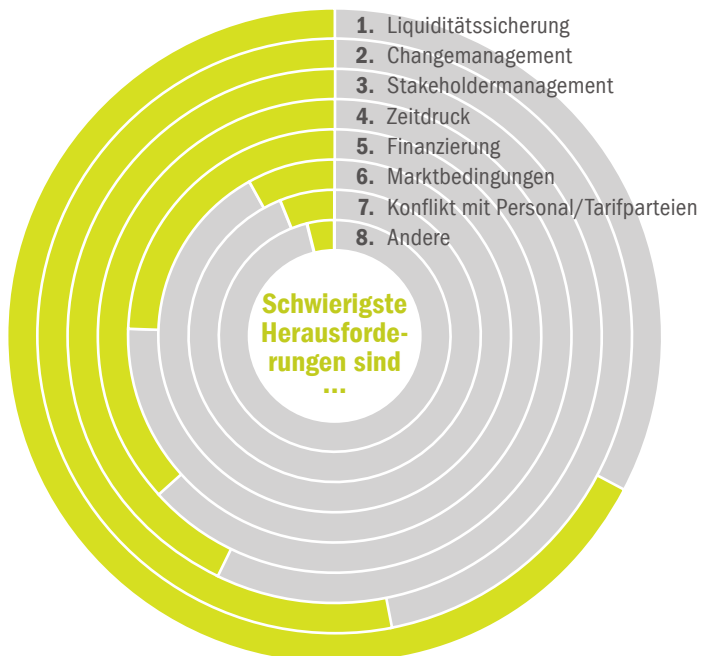 1. Liquiditätssicherung
2. Changemanagement
3. Stakeholdermanagement
4. Zeitdruck
5. Finanzierung
6. Marktbedingungen
7. Konflikt mit Personal/Tarifparteien
8. Andere
Schwierigste
Herausforde-
rungen sind
...